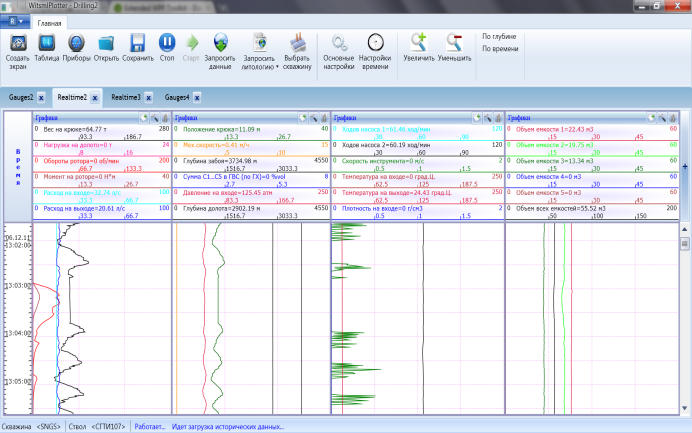 WitsmlPlotter - Drilling2
Главная
Создать экран
Таблица
Приборы
Открыть
Сохранить
Стоп
Старт
Запросить данные
Запросить литологию
Выбрать скважину
Основные настройки
Настройки времени
Увеличить
Уменьшить
По глубине
По времени
Gauges2 x
Realtime2 x
Realtime3 x
Gauges4 x
Время
Графики
0 Вес на крюке=64.77 т 280
93.3 186.7
0 Нагрузка на долото=0 т 24
8 16
0 Обороты ротора=0 об/мин 200
66.7 133.3
0 Момент на роторе=0 Н*м 40
13.3 26.7
0 Расход на входе=32.74 л/с 100
33.3 66.7
0 Расход на выходе=20.61 л/с 100
33.3 66.7
Графики
0 Положение крюка=11.09 м 40
13.3 26.7
0 Мех.скорость=0.41 м/ч 15
5 10
0 Глубина забоя=3734.98 м 4550
1516.7 3033.3
0 Сумма С1...С5 в ГВС (по ГХ)=0 %vol 8
2.7 5.3
0 Давление на входе=125.45 атм 250
83.3 166.7
0 Глубина долота=2902.19 м 4550
1516.7 3033.3
Графики
0 Ходов насоса 1=61.46 ход/мин 120
30 60 90
0 Ходов насоса 2=60.19 ход/мин 120
30 60 90
0 Скорость инструмента=0 м/с 2
0.5 1 1.5
0 Температура на входе=0 град.Ц. 250
62.5 125 187.5
0 Температура на выходе=24.43 град.Ц. 250
62.5 125 187.5
0 Плотность на входе=0 г/см3 2
0.5 1 1.5
Графики
0 Объем емкости 1=22.43 м3 60
15 30 45
0 Объем емкости 2=19.75 м3 60
15 30 45
0 Объем емкости 3=13.34 м3 60
15 30 45
0 Объем емкости 4=0 м3 60
15 30 45
0 Объем емкости 5=0 м3 60
15 30 45
0 Объем всех емкостей=55.52 м3 200
50 100 150
06.12.11
13:02:00
13:03:00
13:04:00
13:05:00
Скважина <SNGS> Ствол <СГТИ107> Работает... Идет загрузка исторических данных...